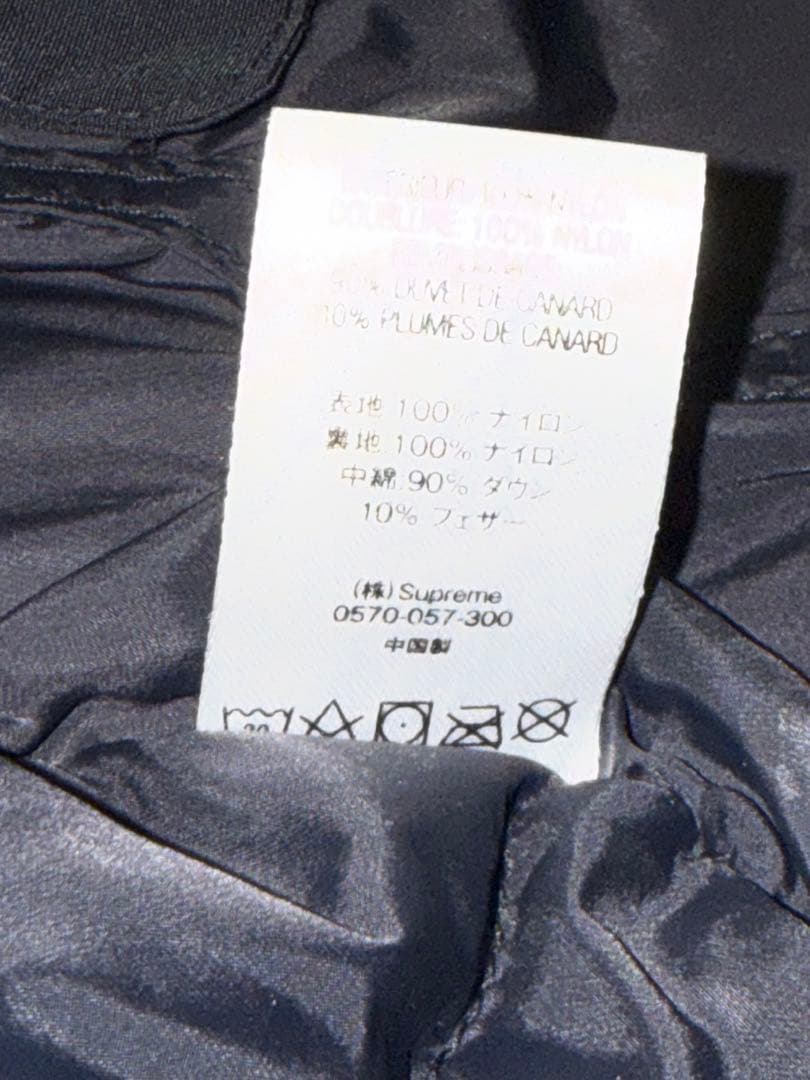 DOUBLURE 100% NYLON
90% DUVET DE CANARD
10% PLUMES DE CANARD
表地 100% ナイロン
裏地 100% ナイロン
中綿 90% ダウン
10% フェザー
(株) Supreme
0570-057-300
中国製